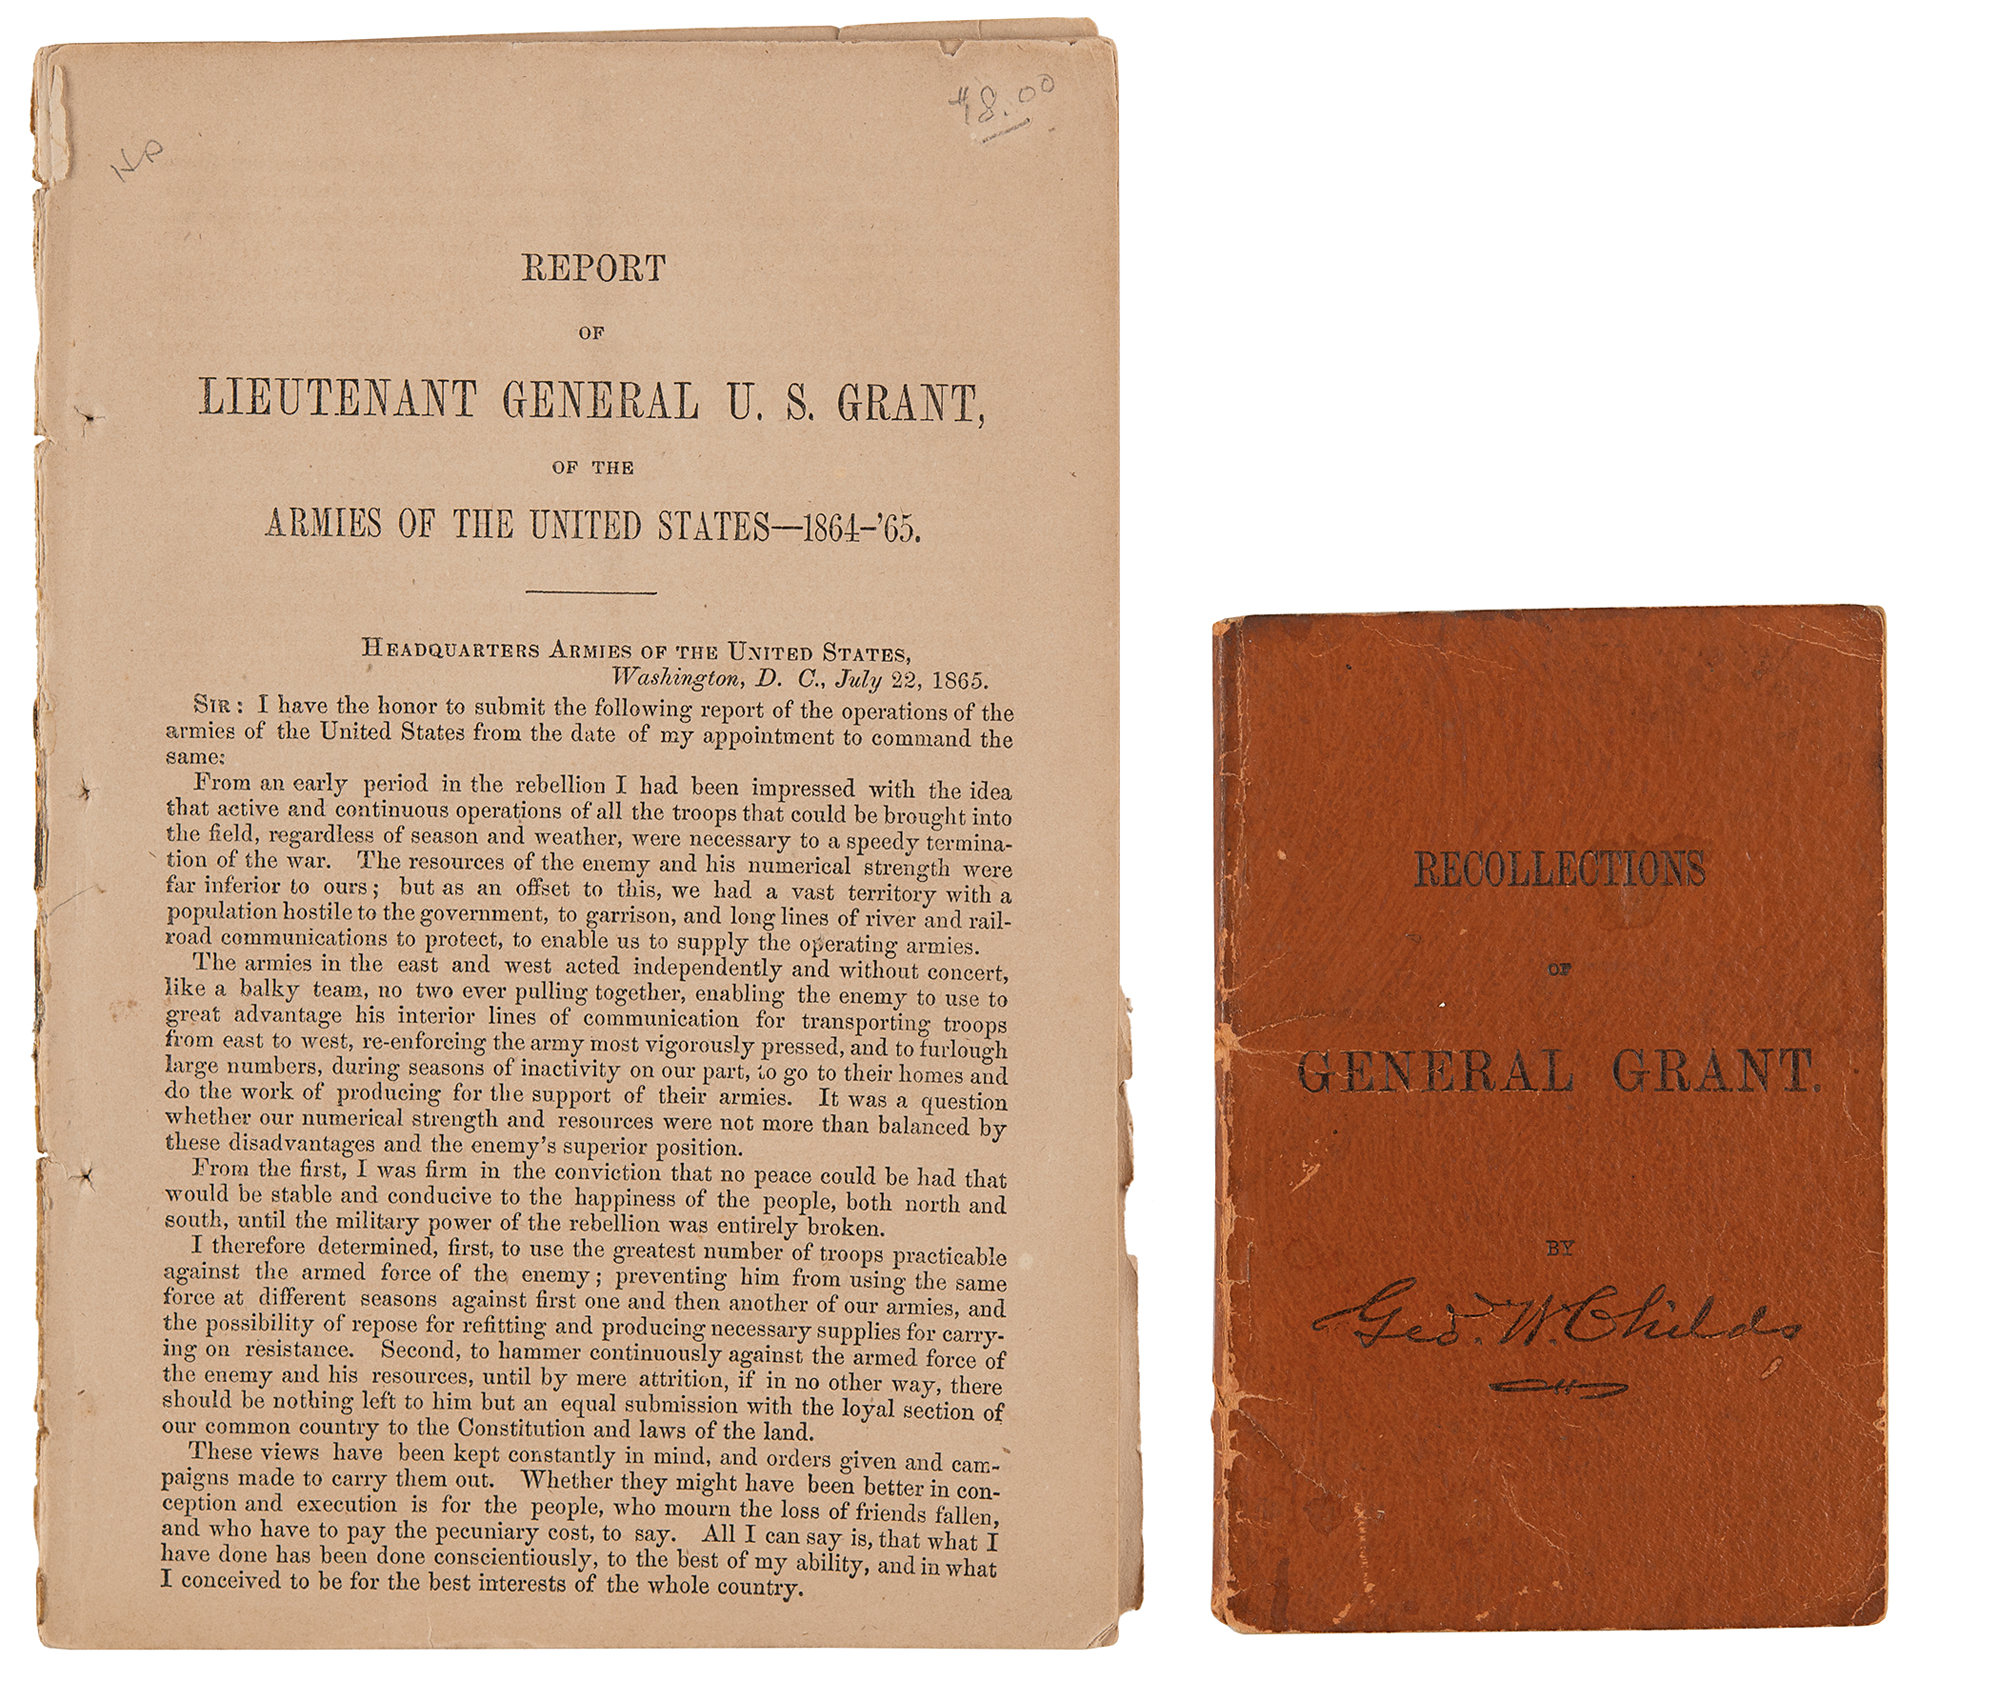 $8.00
REPORT
OF
LIEUTENANT GENERAL U. S. GRANT,
OF THE
ARMIES OF THE UNITED STATES—1864-'65.
HEADQUARTERS ARMIES OF THE UNITED STATES,
Washington, D. C., July 22, 1865.
SIR: I have the honor to submit the following report of the operations of the
armies of the United States from the date of my appointment to command the
same:
From an early period in the rebellion I had been impressed with the idea
that active and continuous operations of all the troops that could be brought into
the field, regardless of season and weather, were necessary to a speedy termina-
tion of the war. The resources of the enemy and his numerical strength were
far inferior to ours; but as an offset to this, we had a vast territory with a
population hostile to the government, to garrison, and long lines of river and rail-
road communications to protect, to enable us to supply the operating armies.
The armies in the east and west acted independently and without concert,
like a balky team, no two ever pulling together, enabling the enemy to use to
great advantage his interior lines of communication for transporting troops
from east to west, re-enforcing the army most vigorously pressed, and to furlough
large numbers, during seasons of inactivity on our part, to go to their homes and
do the work of producing for the support of their armies. It was a question
whether our numerical strength and resources were not more than balanced by
these disadvantages and the enemy's superior position.
From the first, I was firm in the conviction that no peace could be had that
would be stable and conducive to the happiness of the people, both north and
south, until the military power of the rebellion was entirely broken.
I therefore determined, first, to use the greatest number of troops practicable
against the armed force of the enemy; preventing him from using the same
force at different seasons against first one and then another of our armies, and
the possibility of repose for refitting and producing necessary supplies for carry-
ing on resistance. Second, to hammer continuously against the armed force of
the enemy and his resources, until by mere attrition, if in no other way, there
should be nothing left to him but an equal submission with the loyal section of
our common country to the Constitution and laws of the land.
These views have been kept constantly in mind, and orders given and cam-
paigns made to carry them out. Whether they might have been better in con-
ception and execution is for the people, who mourn the loss of friends fallen,
and who have to pay the pecuniary cost, to say. All I can say is, that what I
have done has been done conscientiously, to the best of my ability, and in what
I conceived to be for the best interests of the whole country.
RECOLLECTIONS
OF
GENERAL GRANT.
BY
Geo. W. Childs